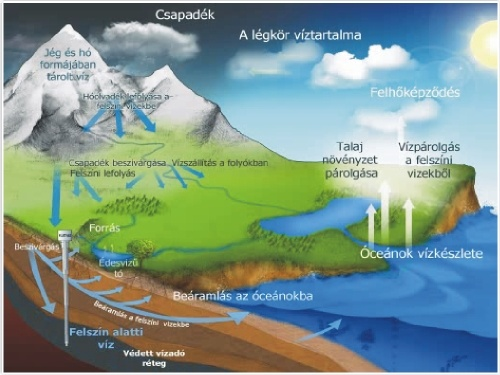 Csapadék
A légkör víztartalma
Jég és hó
formájában
tárolt víz
Felhőképződés
Hóolvadék lefolyása a
felszíni vizekbe
Talaj
növényzet
párolgása
Vízpárolgás
a felszíni
vizekből
Csapadék beszivárgása
Felszíni lefolyás
Vízszállítás a folyókban
Forrás
Beszivárgás
Édesvizű
tó
Óceánok vízkészlete
Beáramlás az óceánokba
Beáramlás a felszíni vizekbe
Felszín alatti
víz
Védett vízadó
réteg